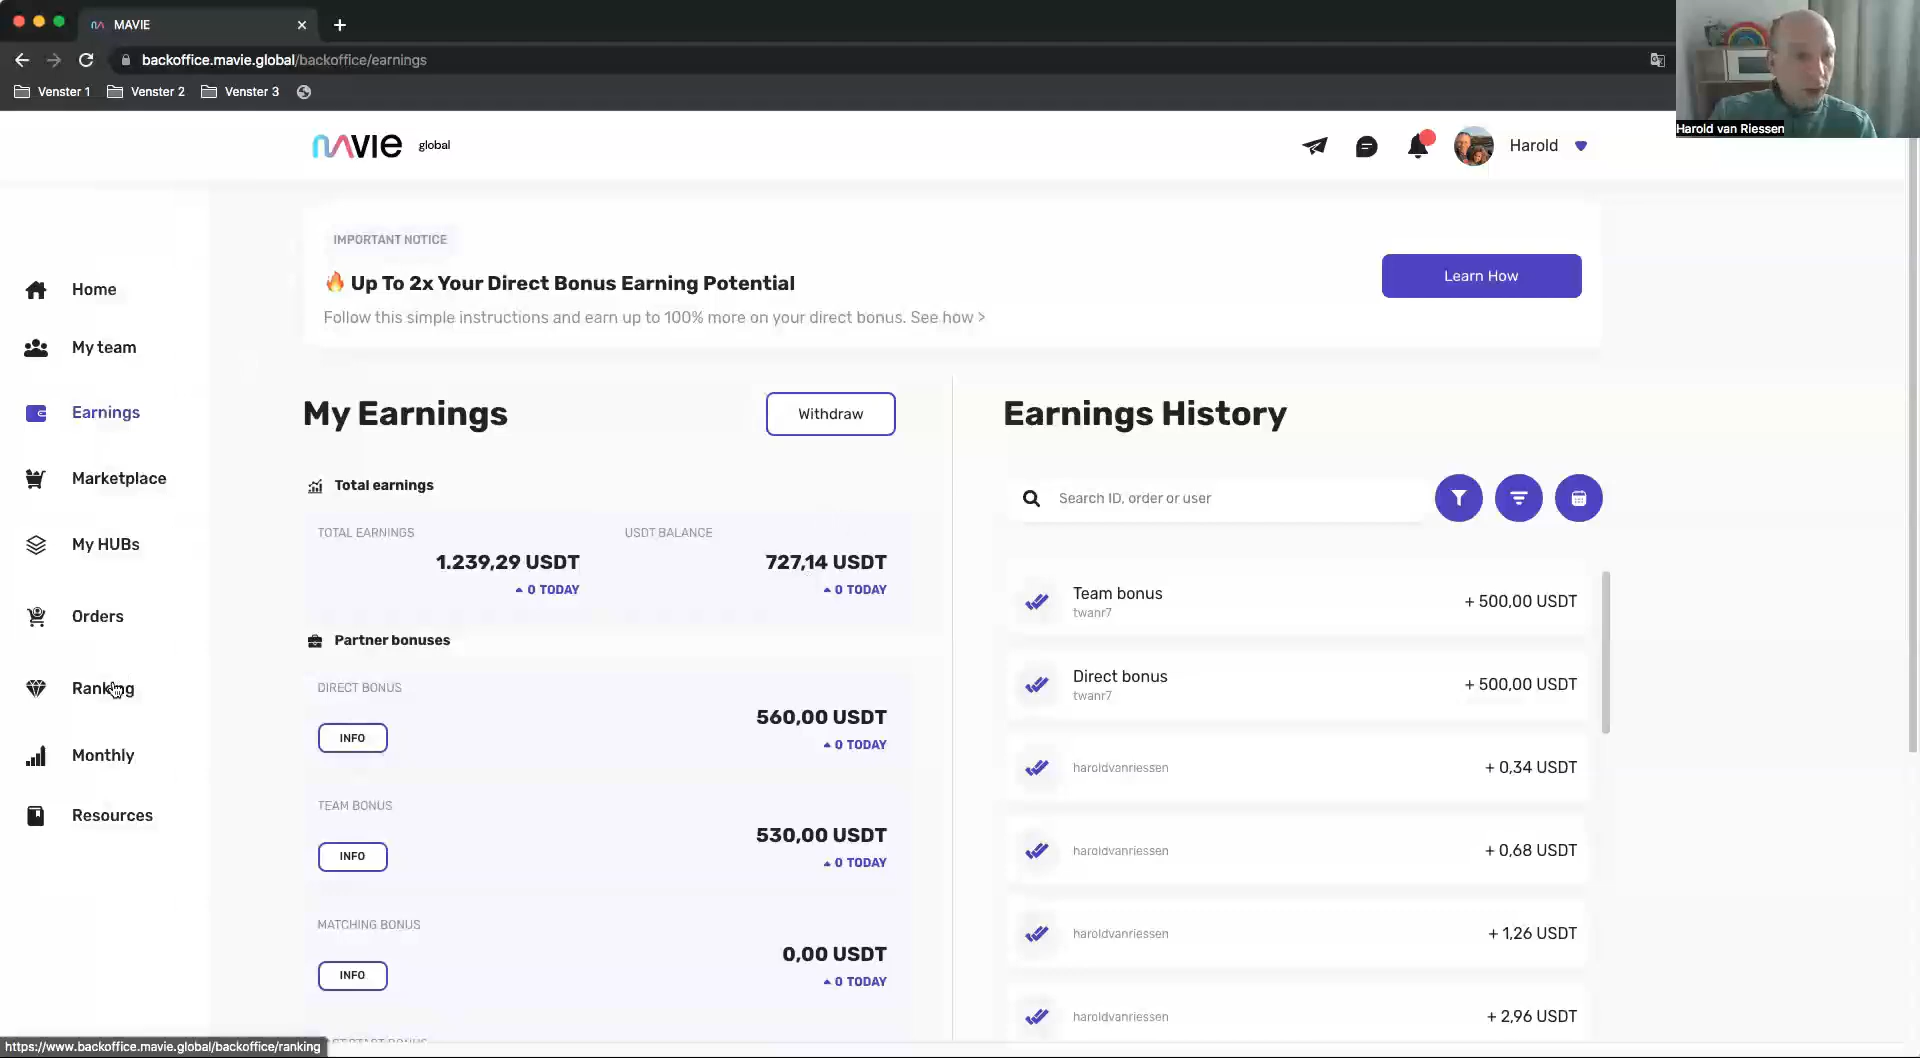 MAVIE
backoffice.mavie.global/backoffice/earnings
Venster 1
Venster 2
Venster 3
Harold van Riessen
MAVIE global
Harold
IMPORTANT NOTICE
Up To 2x Your Direct Bonus Earning Potential
Follow this simple instructions and earn up to 100% more on your direct bonus. See how >
Learn How
Home
My team
Earnings
Marketplace
My HUBs
Orders
Ranking
Monthly
Resources
My Earnings
Withdraw
Total earnings
TOTAL EARNINGS
1.239,29 USDT
0 TODAY
USDT BALANCE
727,14 USDT
0 TODAY
Partner bonuses
DIRECT BONUS
560,00 USDT
INFO
0 TODAY
TEAM BONUS
530,00 USDT
INFO
0 TODAY
MATCHING BONUS
0,00 USDT
INFO
0 TODAY
Earnings History
Search ID, order or user
Team bonus
twanr7
+ 500,00 USDT
Direct bonus
twanr7
+ 500,00 USDT
haroldvanriessen
+ 0,34 USDT
haroldvanriessen
+ 0,68 USDT
haroldvanriessen
+ 1,26 USDT
haroldvanriessen
+ 2,96 USDT
https://www.backoffice.mavie.global/backoffice/ranking